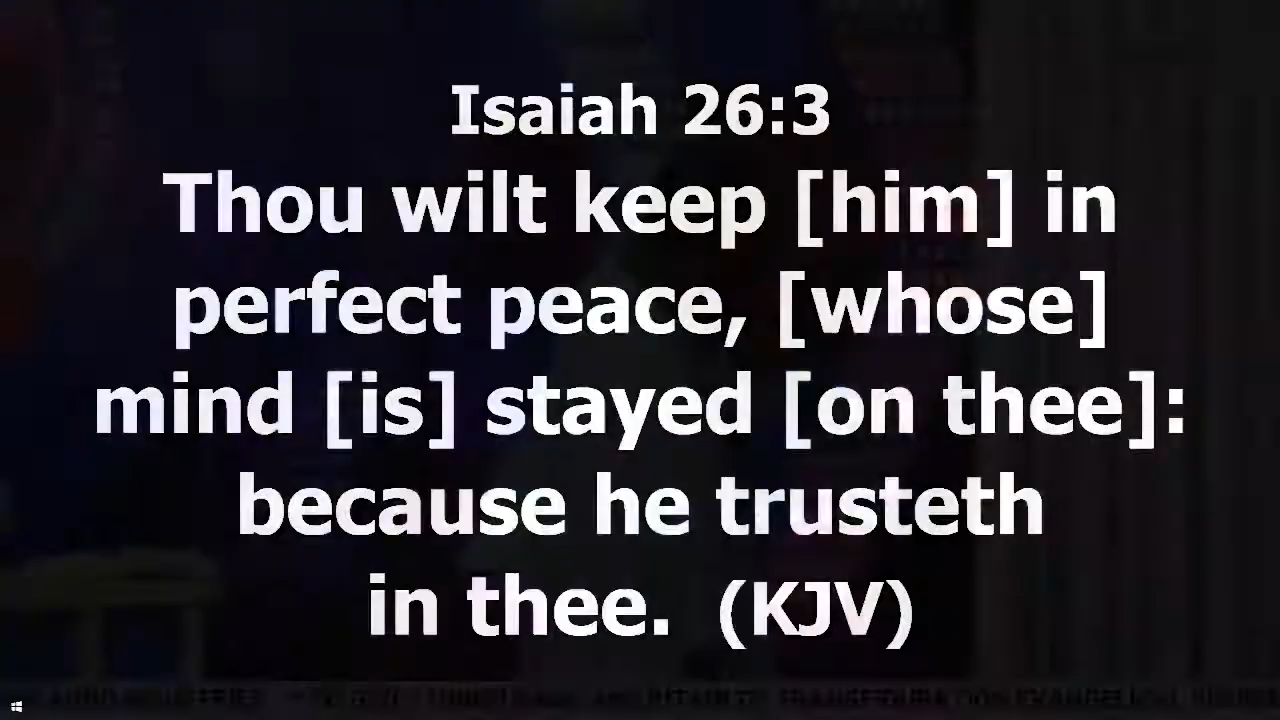 Isaiah 26:3
Thou wilt keep [him] in
perfect peace, [whose]
mind [is] stayed [on thee]:
because he trusteth
in thee. (KJV)